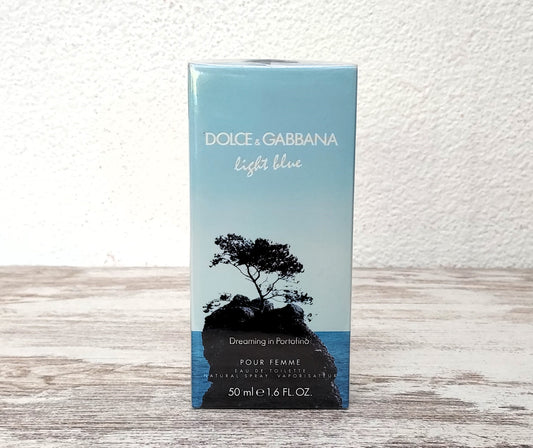 DOLCE & GABBANA
light blue
Dreaming in Portofino
POUR FEMME
EAU DE TOILETTE
NATURAL SPRAY VAPORISATEUR
50 ml ℮ 1.6 FL.OZ.